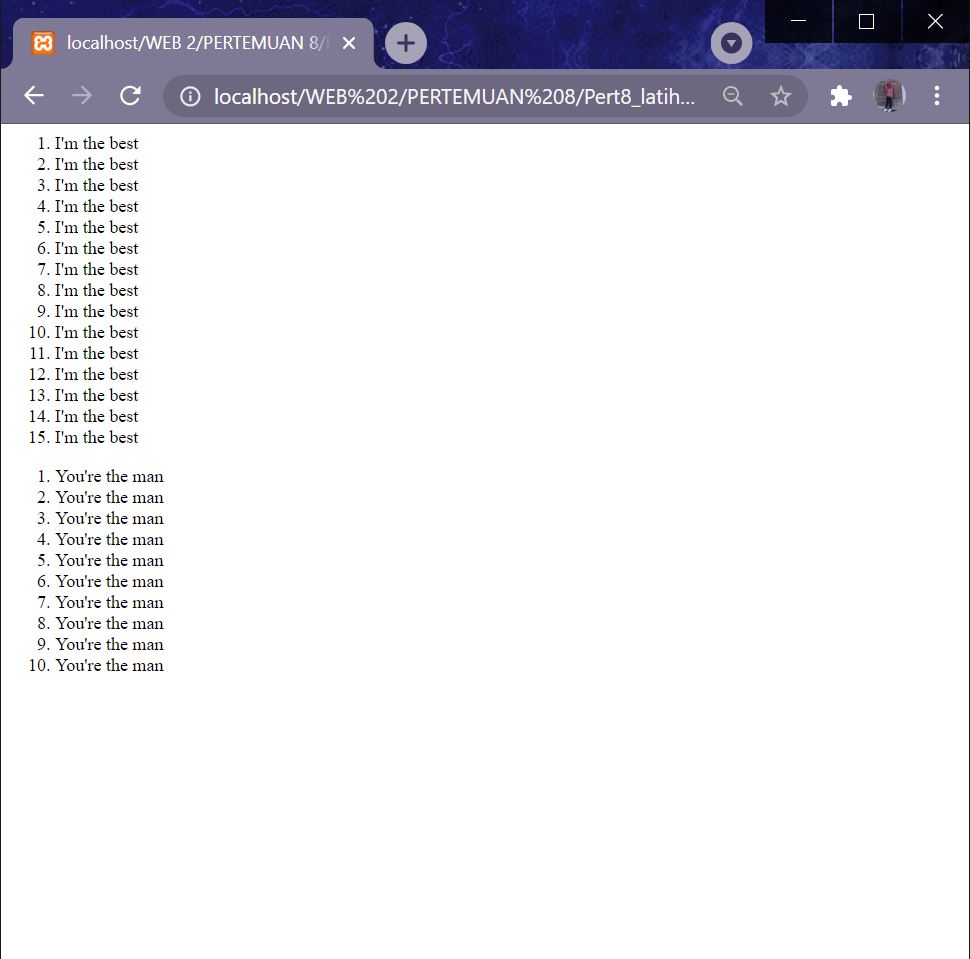 localhost/WEB 2/PERTEMUAN 8/
localhost/WEB%202/PERTEMUAN%208/Pert8_latih...
1. I'm the best
2. I'm the best
3. I'm the best
4. I'm the best
5. I'm the best
6. I'm the best
7. I'm the best
8. I'm the best
9. I'm the best
10. I'm the best
11. I'm the best
12. I'm the best
13. I'm the best
14. I'm the best
15. I'm the best
1. You're the man
2. You're the man
3. You're the man
4. You're the man
5. You're the man
6. You're the man
7. You're the man
8. You're the man
9. You're the man
10. You're the man